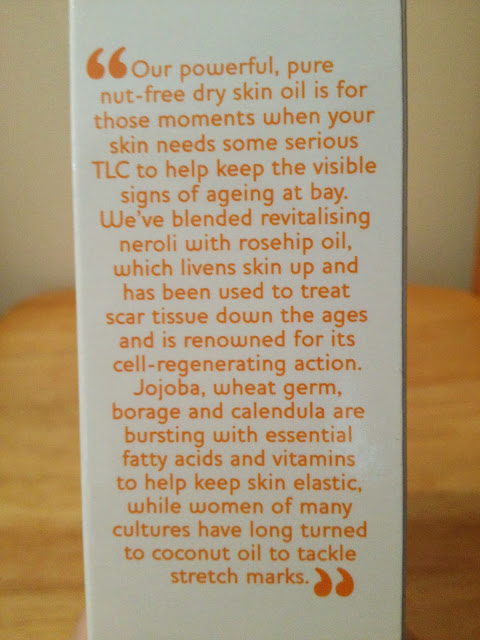 “Our powerful, pure
nut-free dry skin oil is for
those moments when your
skin needs some serious
TLC to help keep the visible
signs of ageing at bay.
We've blended revitalising
neroli with rosehip oil,
which livens skin up and
has been used to treat
scar tissue down the ages
and is renowned for its
cell-regenerating action.
Jojoba, wheat germ,
borage and calendula are
bursting with essential
fatty acids and vitamins
to help keep skin elastic,
while women of many
cultures have long turned
to coconut oil to tackle
stretch marks.”